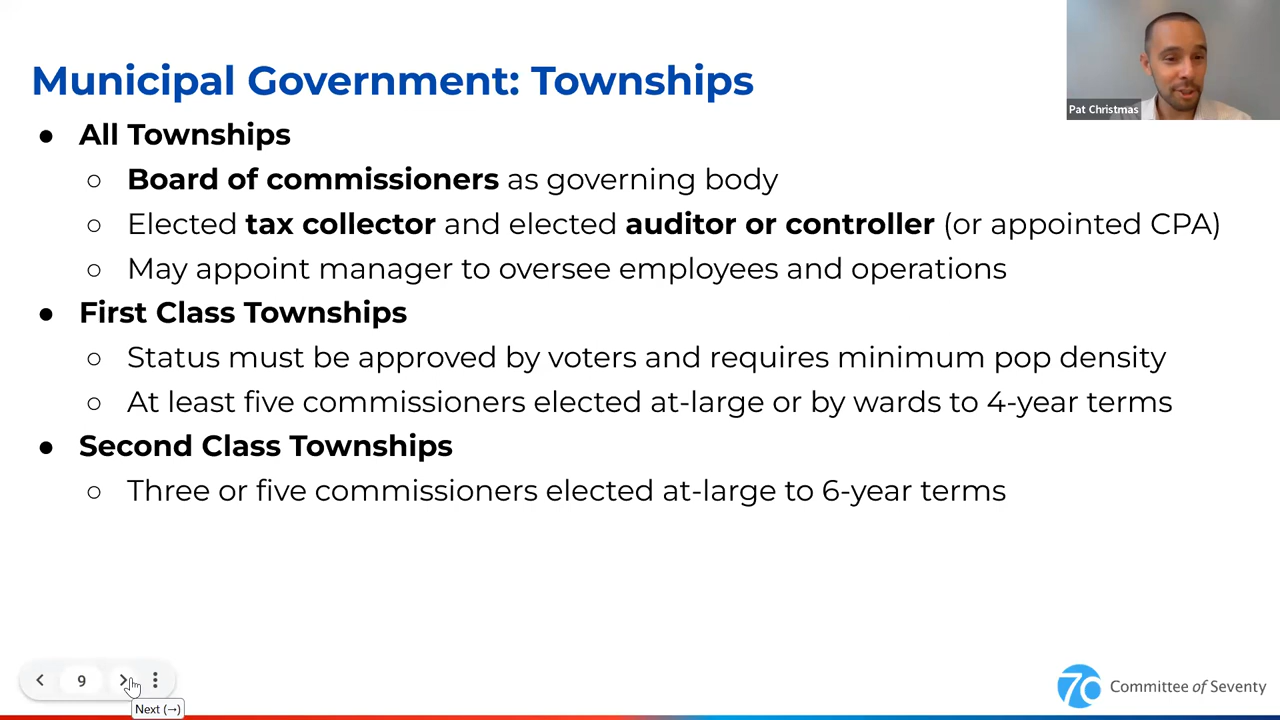 Municipal Government: Townships
Pat Christmas
● All Townships
○ Board of commissioners as governing body
○ Elected tax collector and elected auditor or controller (or appointed CPA)
○ May appoint manager to oversee employees and operations
● First Class Townships
○ Status must be approved by voters and requires minimum pop density
○ At least five commissioners elected at-large or by wards to 4-year terms
● Second Class Townships
○ Three or five commissioners elected at-large to 6-year terms
9
Next (→)
70 Committee of Seventy